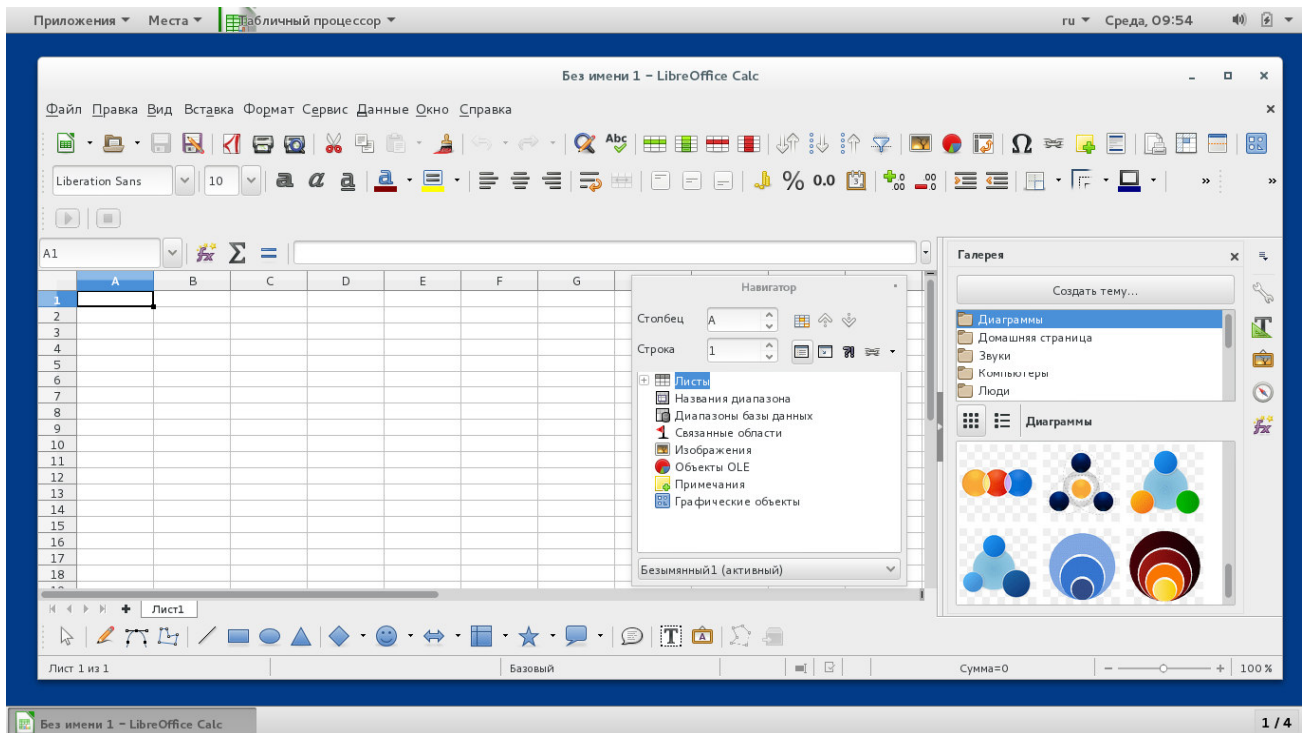 Приложения Места Табличный процессор ru Среда, 09:54
Без имени 1 – LibreOffice Calc
Файл Правка Вид Вставка Формат Сервис Данные Окно Справка
Abc Ω
Liberation Sans 10 a a a a % 0.0 »  »
A1 fx Σ =
Галерея
A B C D E F G
1
2
3
4
5
6
7
8
9
10
11
12
13
14
15
16
17
18
Навигатор
Столбец A
Строка 1
Листы
Названия диапазона
Диапазоны базы данных
Связанные области
Изображения
Объекты OLE
Примечания
Графические объекты
Безымянный1 (активный)
Создать тему...
Диаграммы
Домашняя страница
Звуки
Компьютеры
Люди
Диаграммы
Лист1
Лист 1 из 1 Базовый Сумма=0 100 %
Без имени 1 – LibreOffice Calc 1 / 4